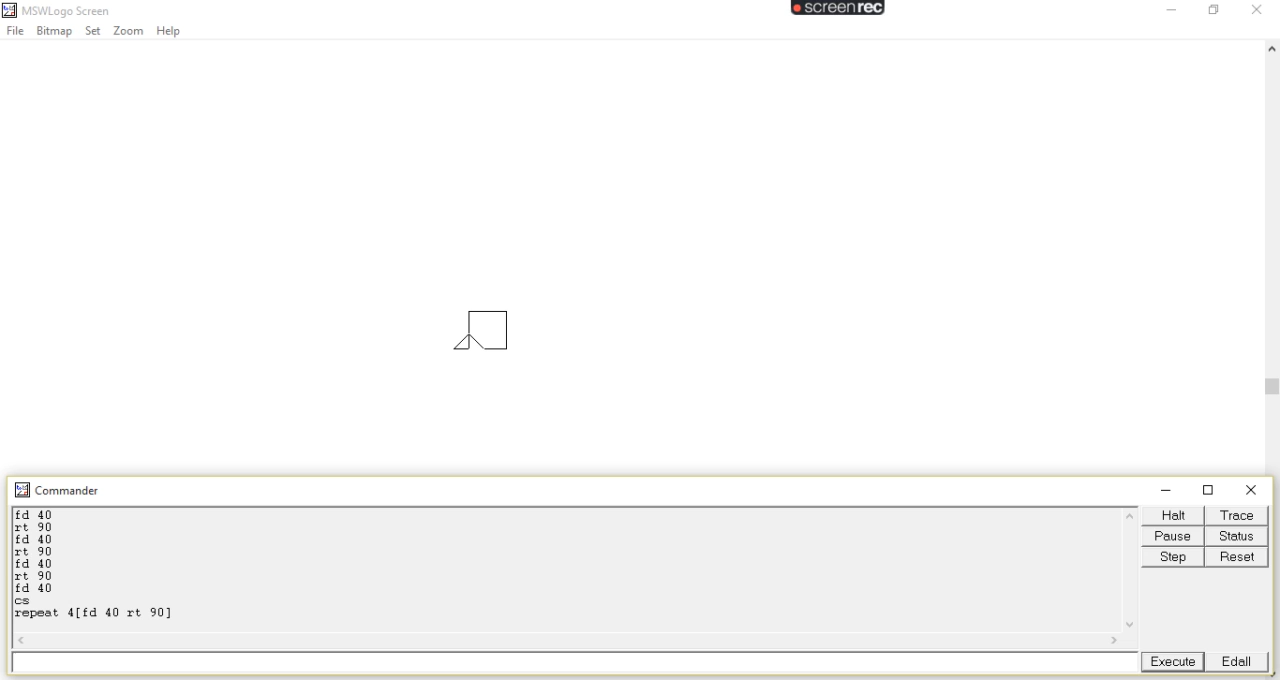 MSWLogo Screen
screenrec
File Bitmap Set Zoom Help
Commander
fd 40
rt 90
fd 40
rt 90
fd 40
rt 90
fd 40
cs
repeat 4[fd 40 rt 90]
Halt Trace
Pause Status
Step Reset
Execute Edall